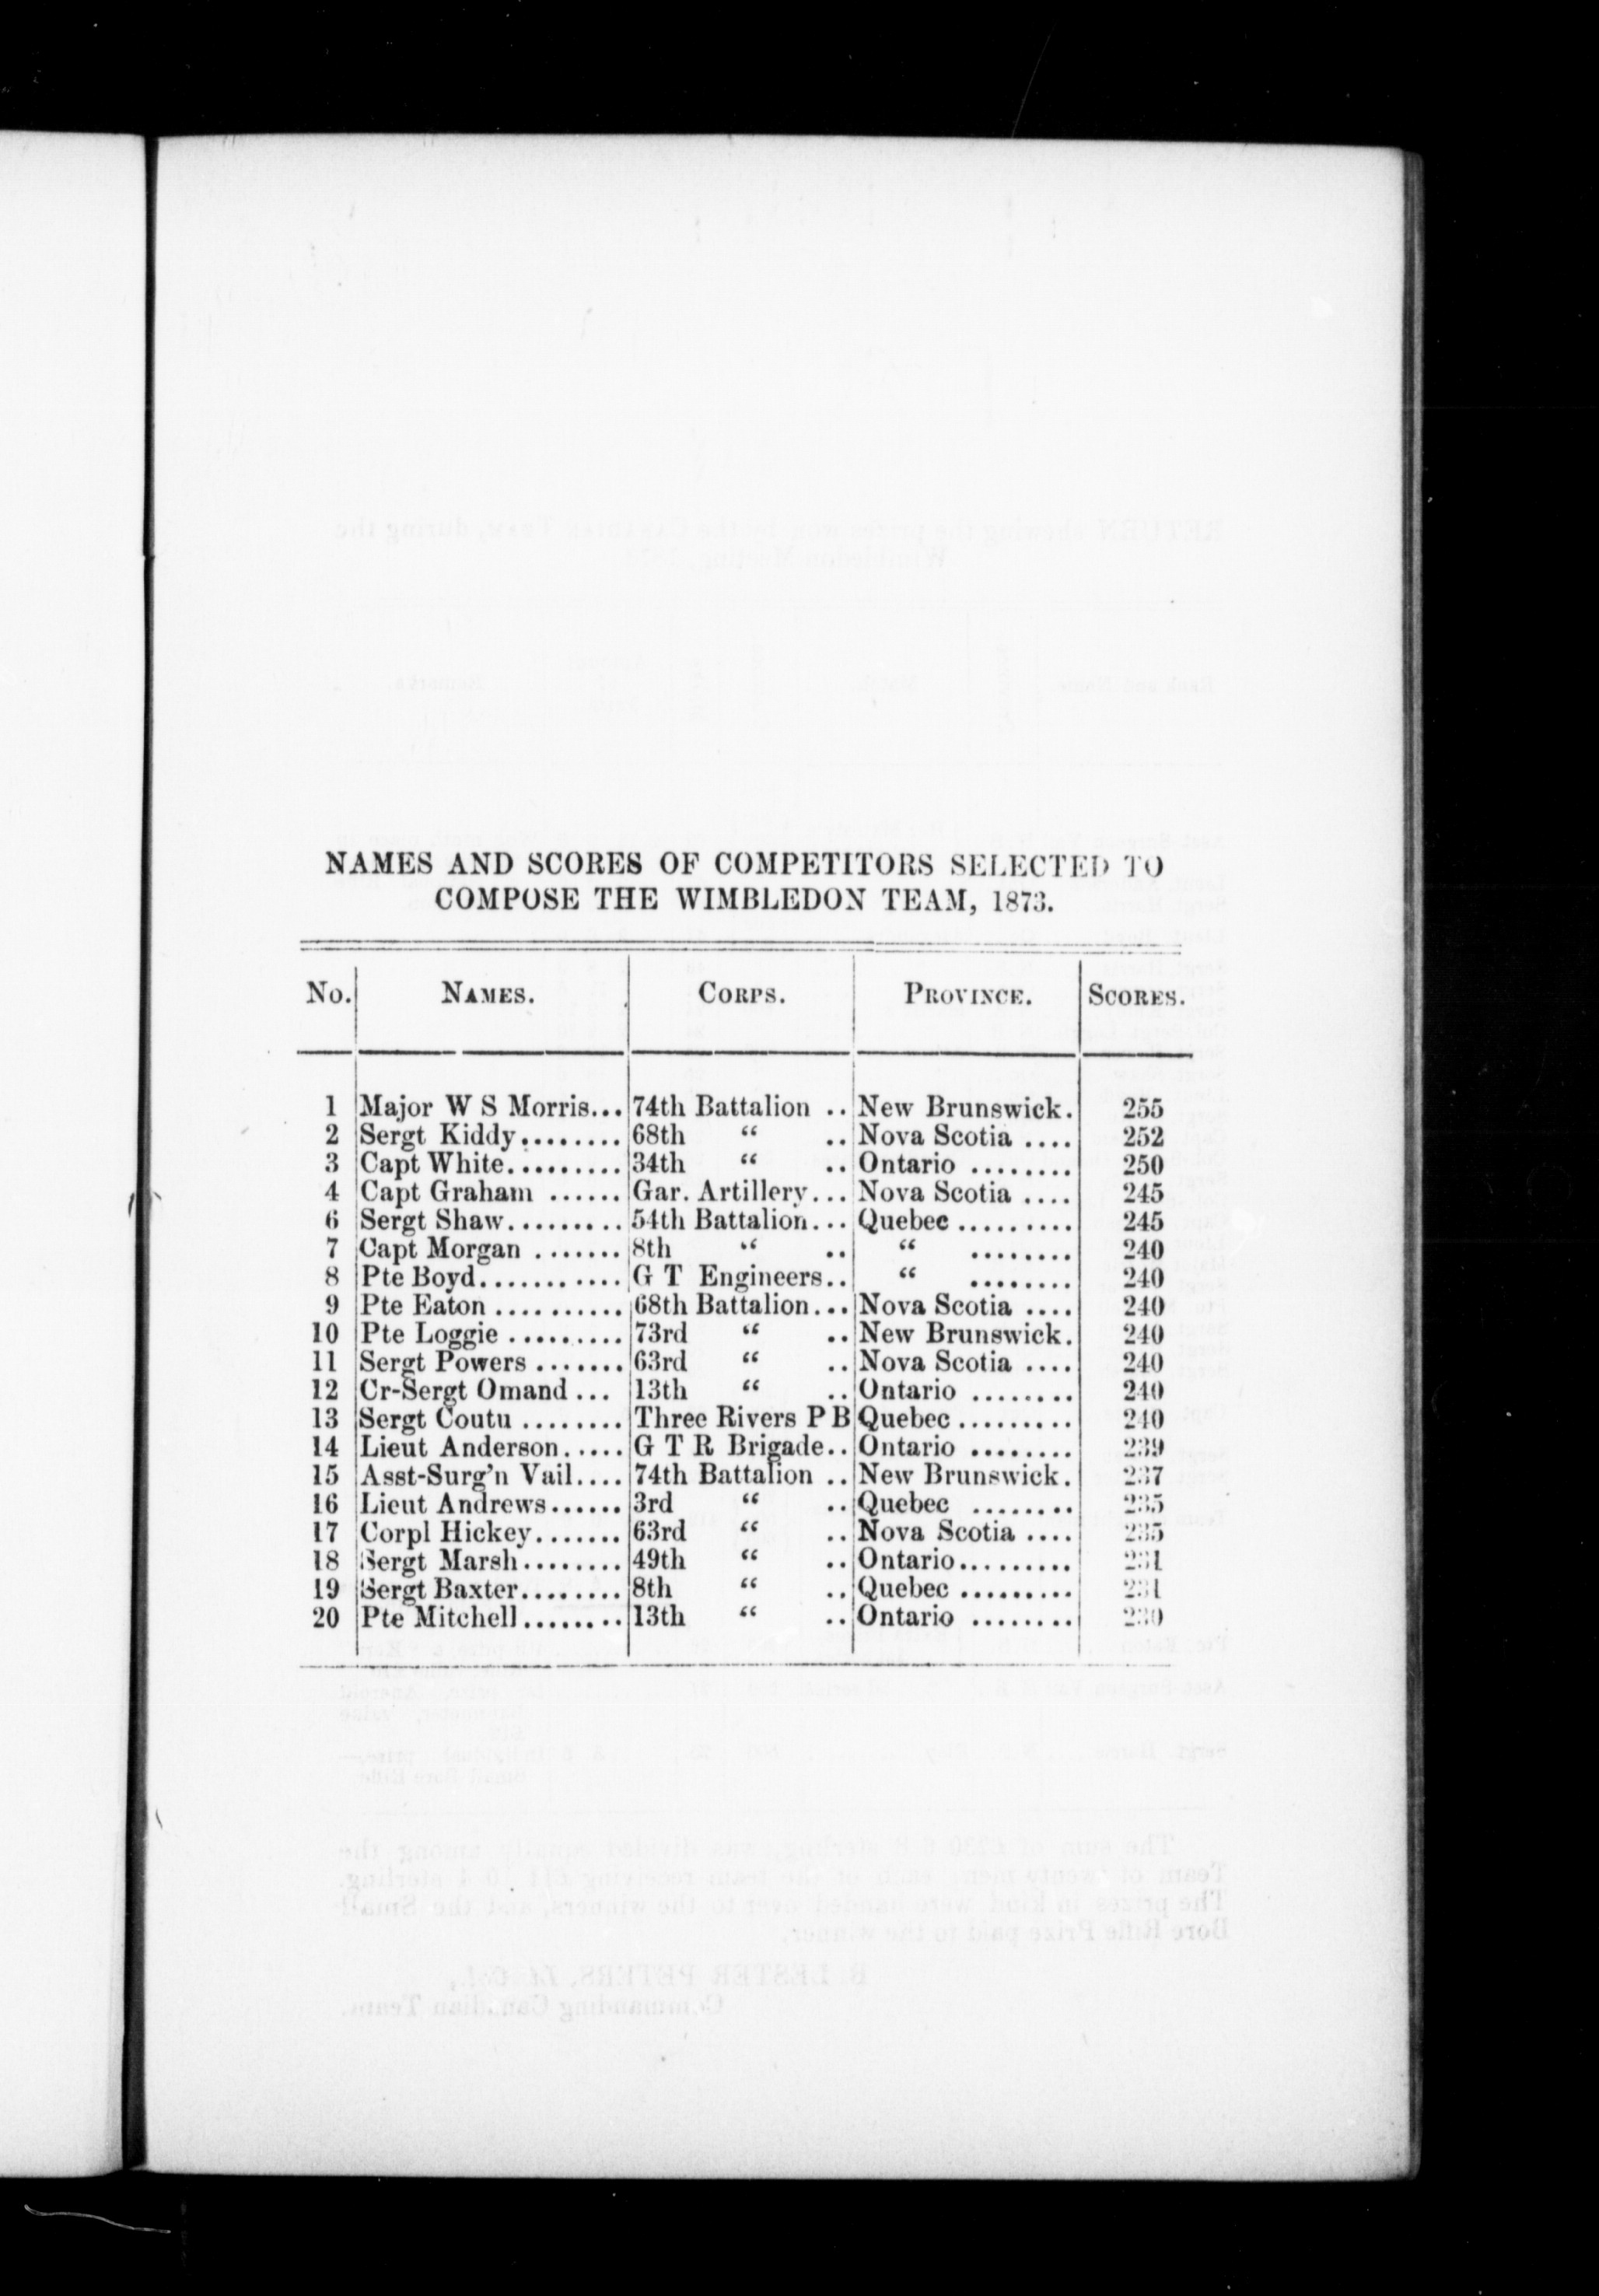 NAMES AND SCORES OF COMPETITORS SELECTED TO
COMPOSE THE WIMBLEDON TEAM, 1873.
No. NAMES. CORPS. PROVINCE. SCORES.
1 Major W S Morris... 74th Battalion .. New Brunswick. 255
2 Sergt Kiddy........ 68th “ .. Nova Scotia .... 252
3 Capt White......... 34th “ .. Ontario ........ 250
4 Capt Graham ...... Gar. Artillery... Nova Scotia .... 245
6 Sergt Shaw......... 54th Battalion... Quebec ......... 245
7 Capt Morgan ....... 8th “ .. “ ........ 240
8 Pte Boyd........... G T Engineers.. “ ........ 240
9 Pte Eaton .......... 68th Battalion... Nova Scotia .... 240
10 Pte Loggie ......... 73rd “ .. New Brunswick. 240
11 Sergt Powers ....... 63rd “ .. Nova Scotia .... 240
12 Cr-Sergt Omand ... 13th “ .. Ontario ........ 240
13 Sergt Coutu ........ Three Rivers P B Quebec ......... 240
14 Lieut Anderson..... G T R Brigade.. Ontario ........ 239
15 Asst-Surg’n Vail.... 74th Battalion .. New Brunswick. 237
16 Lieut Andrews...... 3rd “ .. Quebec ........ 235
17 Corpl Hickey....... 63rd “ .. Nova Scotia .... 235
18 Sergt Marsh........ 49th “ .. Ontario......... 231
19 Sergt Baxter........ 8th “ .. Quebec ......... 231
20 Pte Mitchell....... 13th “ .. Ontario ........ 230